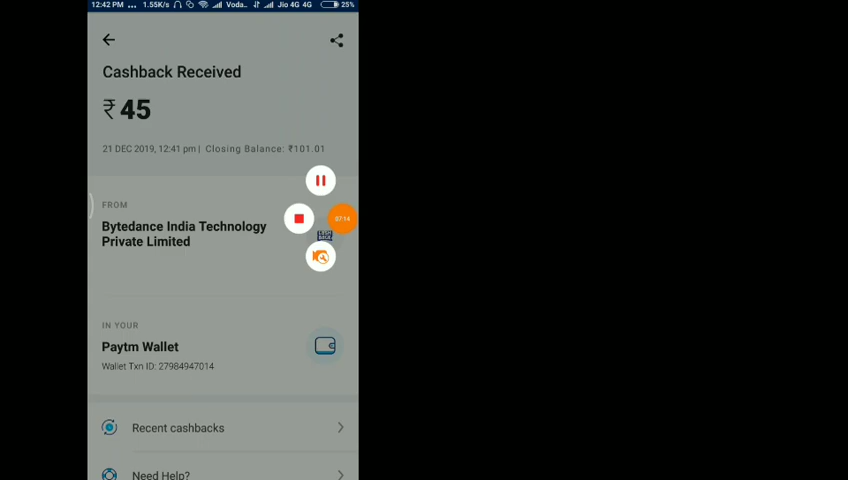 12:42 PM ... 1.55K/s Voda.. Jio 4G 4G 25%
Cashback Received
₹45
21 DEC 2019, 12:41 pm | Closing Balance: ₹101.01
FROM
Bytedance India Technology
Private Limited
07:14
IN YOUR
Paytm Wallet
Wallet Txn ID: 27984947014
Recent cashbacks
Need Help?